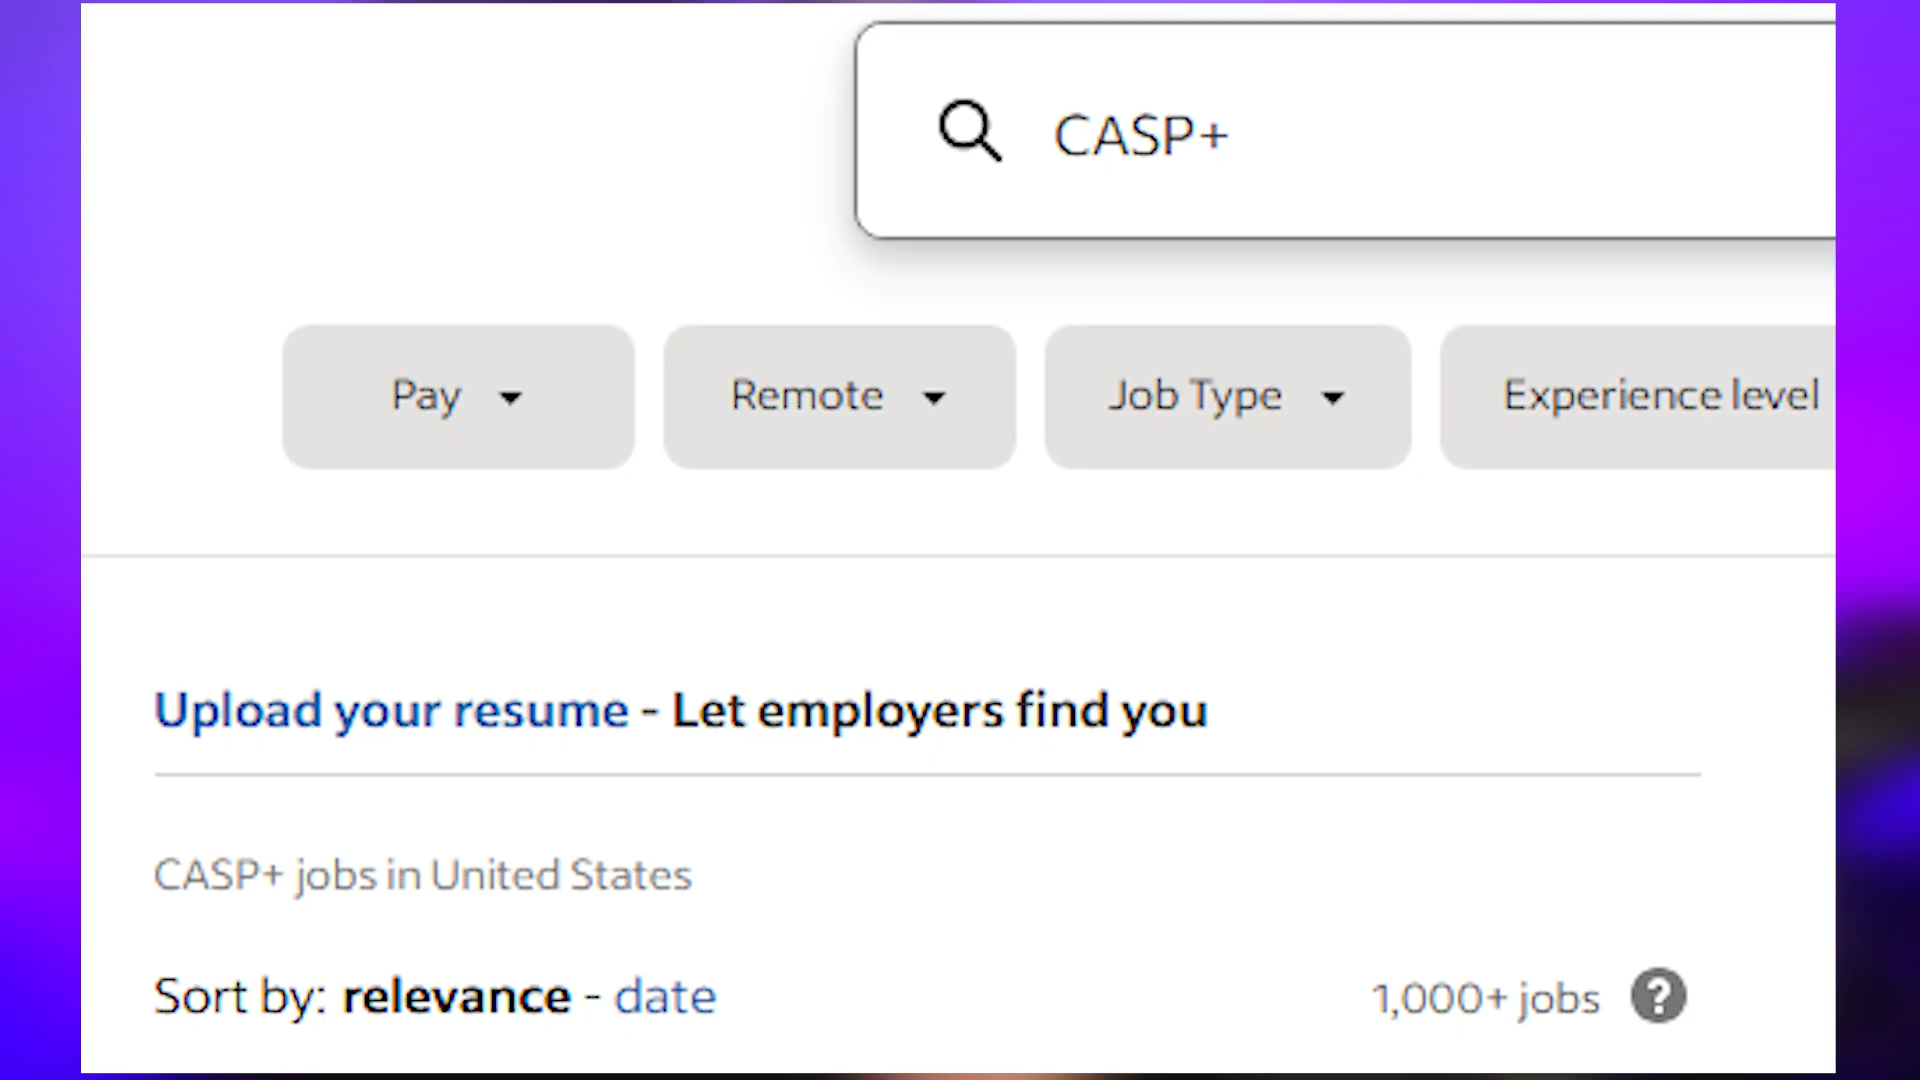 CASP+
Pay Remote Job Type Experience level
Upload your resume - Let employers find you
CASP+ jobs in United States
Sort by: relevance - date 1,000+ jobs ?